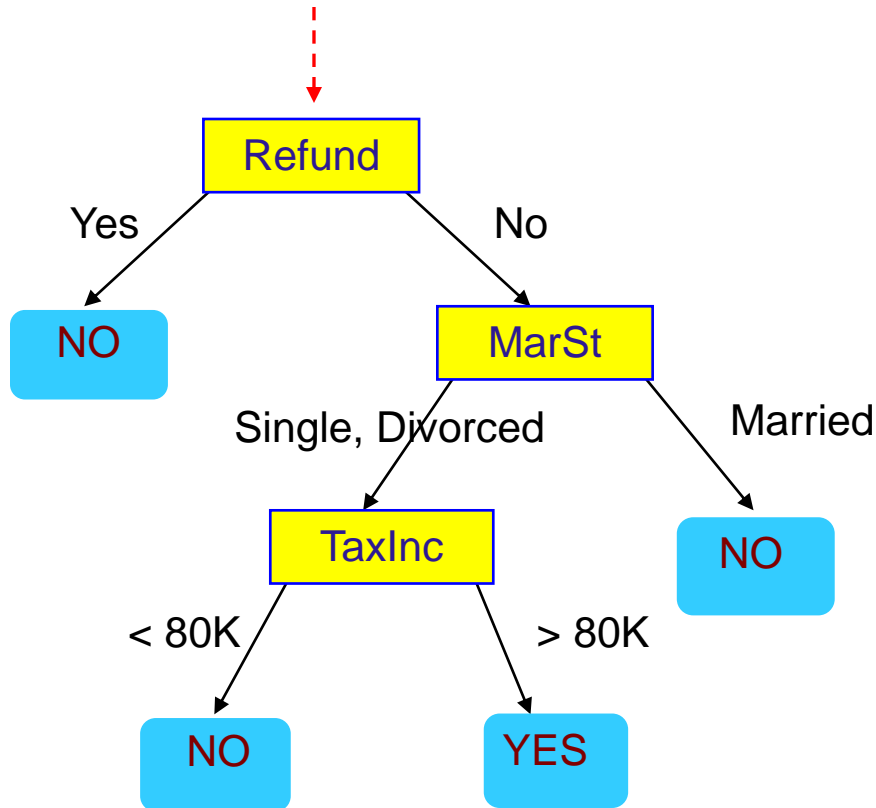 Refund
Yes
No
NO
MarSt
Single, Divorced
Married
TaxInc
NO
< 80K
> 80K
NO
YES